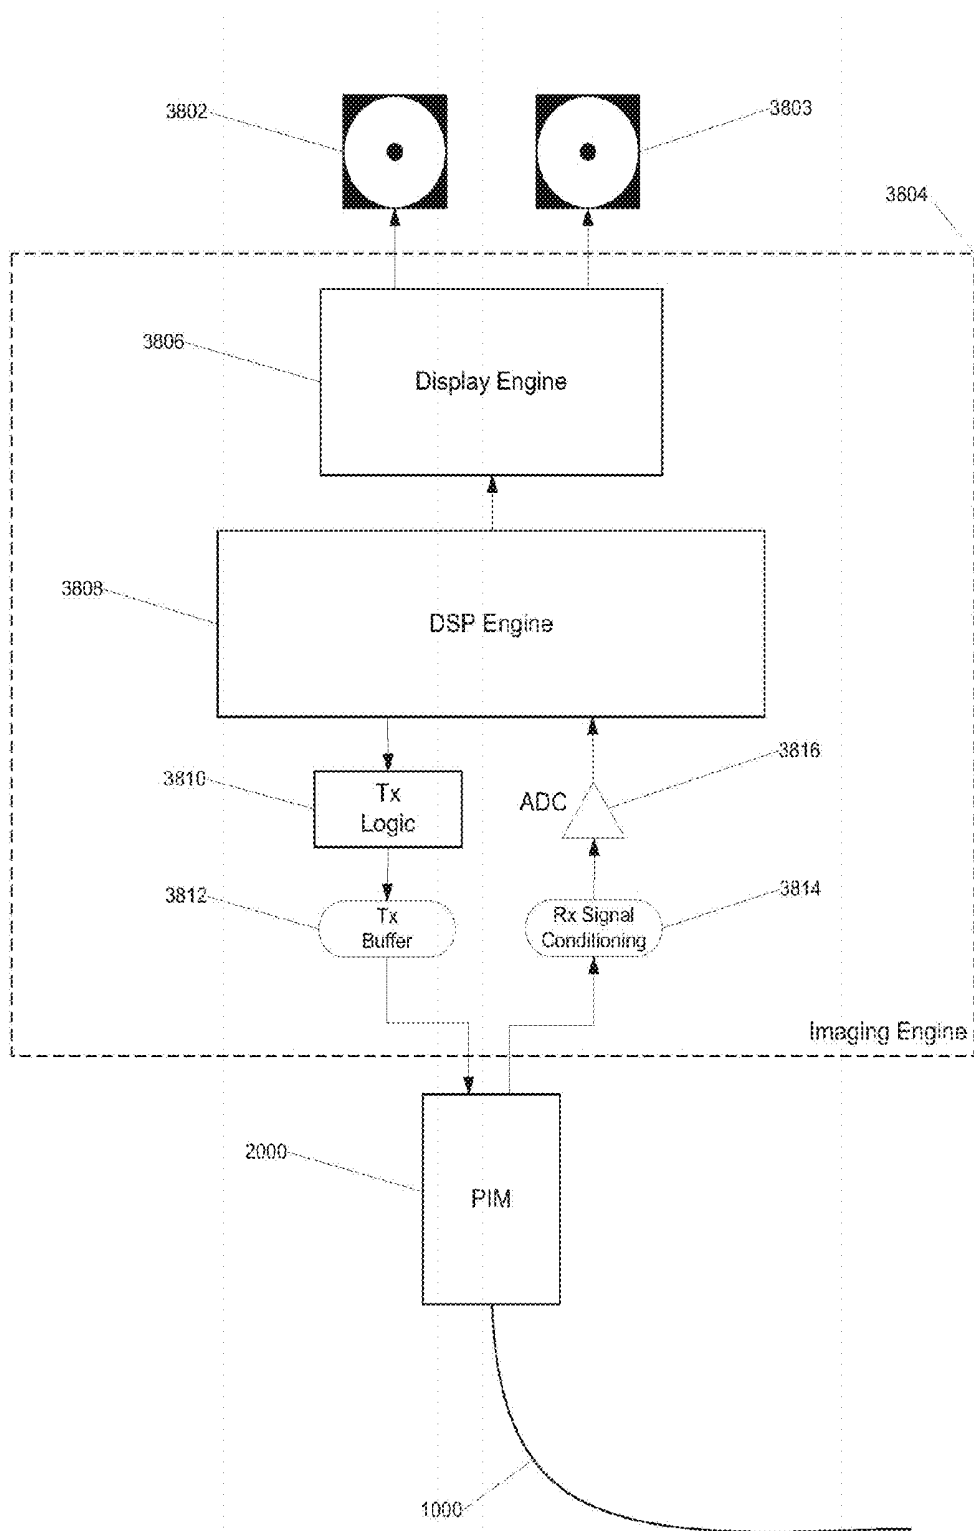 3802
3803
3804
3806
Display Engine
3808
DSP Engine
3810
Tx
Logic
ADC
3816
3812
Tx
Buffer
Rx Signal
Conditioning
3814
Imaging Engine
2000
PIM
1000